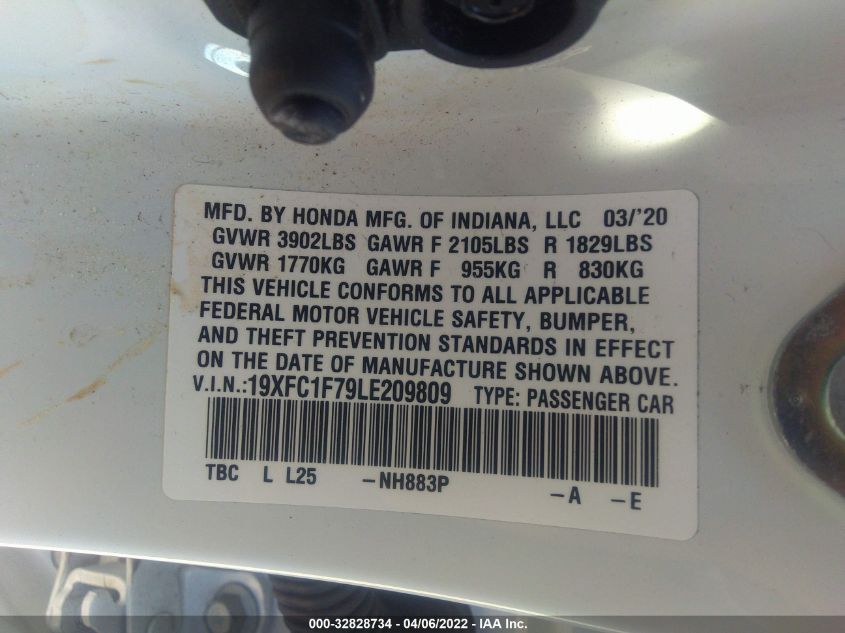 MFD. BY HONDA MFG. OF INDIANA, LLC 03/'20
GVWR 3902LBS GAWR F 2105LBS R 1829LBS
GVWR 1770KG GAWR F 955KG R 830KG
THIS VEHICLE CONFORMS TO ALL APPLICABLE
FEDERAL MOTOR VEHICLE SAFETY, BUMPER,
AND THEFT PREVENTION STANDARDS IN EFFECT
ON THE DATE OF MANUFACTURE SHOWN ABOVE.
V.I.N.:19XFC1F79LE209809 TYPE: PASSENGER CAR
TBC L L25 -NH883P -A -E
000-32828734 - 04/06/2022 - IAA Inc.